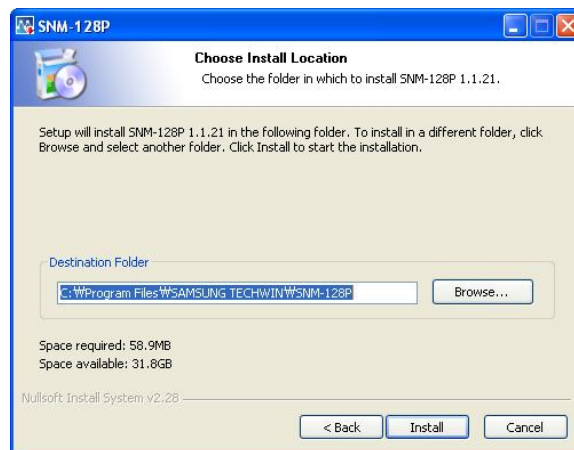 SNM-128P
Choose Install Location
Choose the folder in which to install SNM-128P 1.1.21.
Setup will install SNM-128P 1.1.21 in the following folder. To install in a different folder, click
Browse and select another folder. Click Install to start the installation.
Destination Folder
C:₩Program Files₩SAMSUNG TECHWIN₩SNM-128P
Browse...
Space required: 58.9MB
Space available: 31.8GB
Nullsoft Install System v2.28
< Back
Install
Cancel